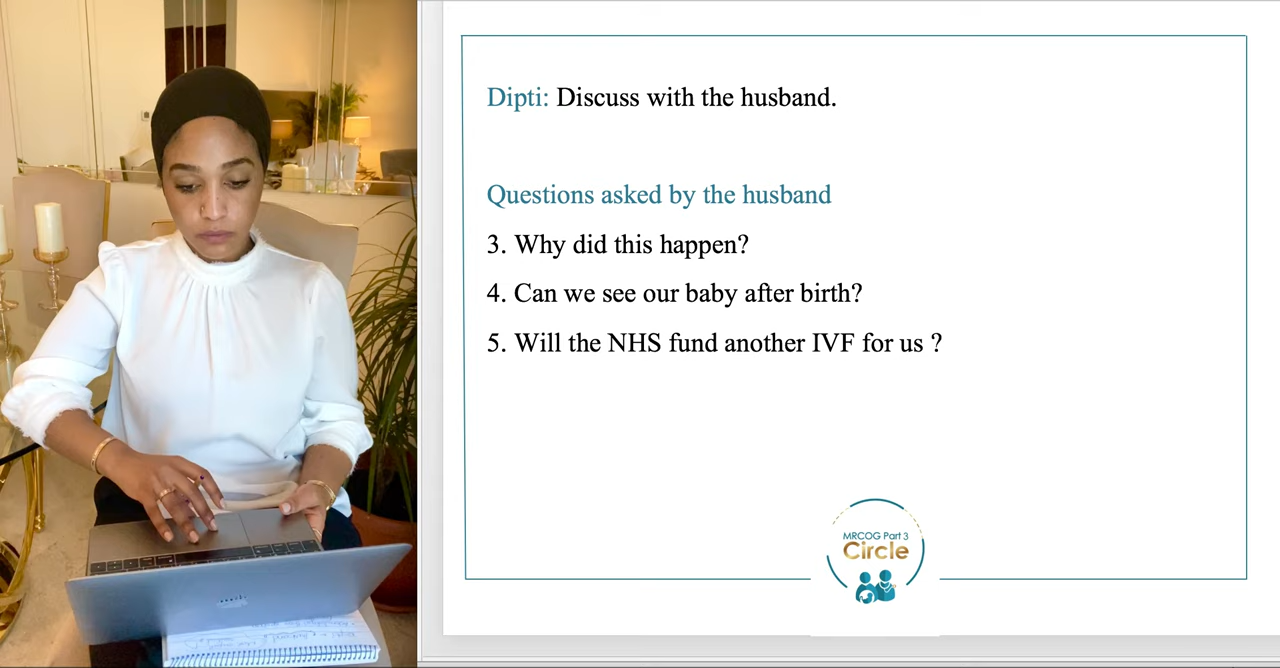 Dipti: Discuss with the husband.
Questions asked by the husband
3. Why did this happen?
4. Can we see our baby after birth?
5. Will the NHS fund another IVF for us ?
MRCOG Part 3
Circle